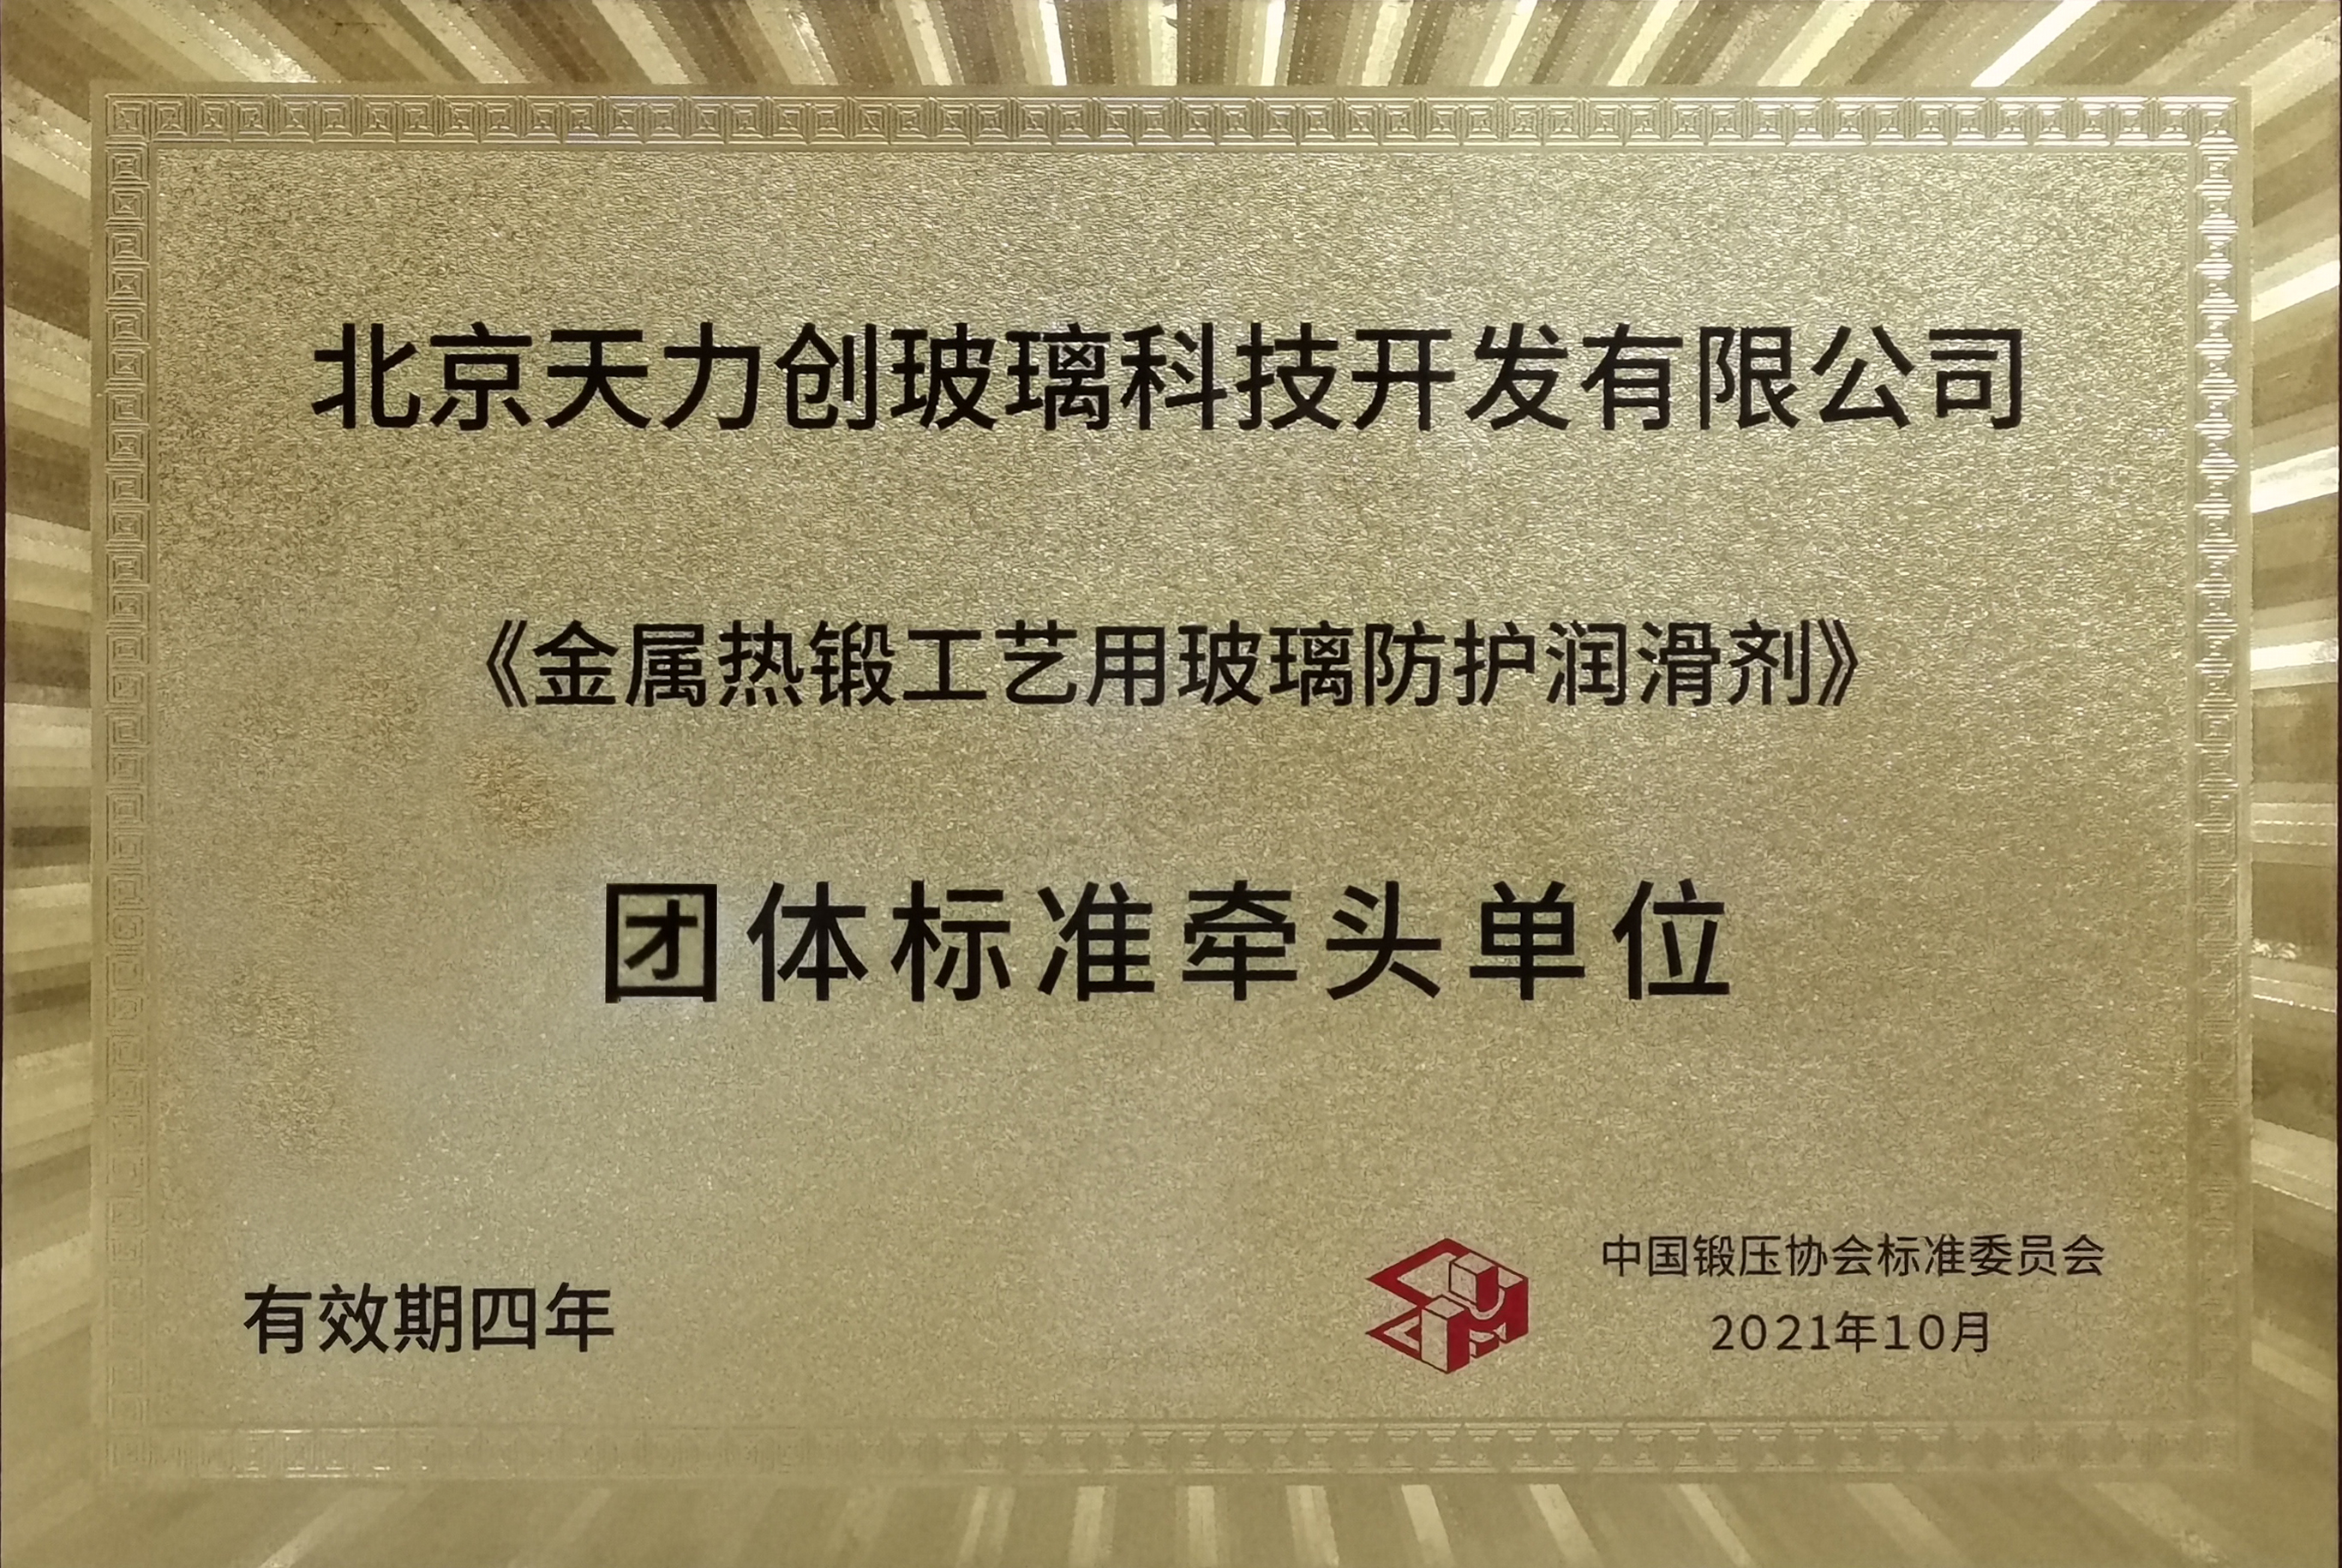 北京天力创玻璃科技开发有限公司
《金属热锻工艺用玻璃防护润滑剂》
团体标准牵头单位
有效期四年
中国锻压协会标准委员会
2021年10月